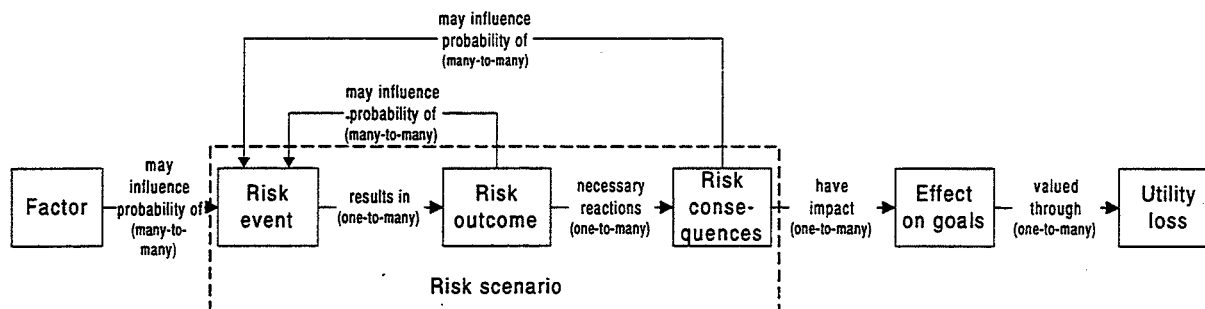 may influence
probability of
(many-to-many)
may influence
probability of
(many-to-many)
Factor
may
influence
probability of
(many-to-
many)
Risk
event
results in
(one-to-many)
Risk
outcome
necessary
reactions
(one-to-many)
Risk
conse-
quences
have
impact
(one-to-many)
Effect
on goals
valued
through
(one-to-many)
Utility
loss
Risk scenario